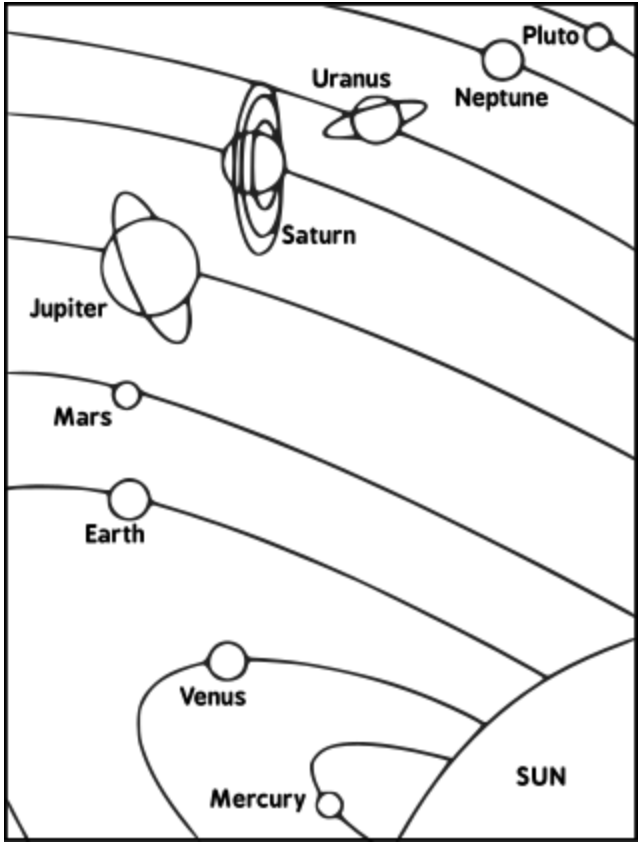 Pluto
Uranus
Neptune
Saturn
Jupiter
Mars
Earth
Venus
SUN
Mercury